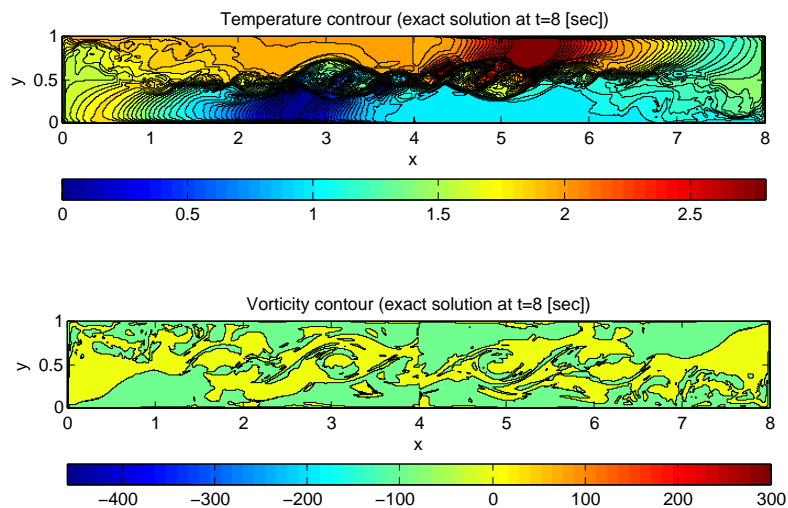 Temperature contour (exact solution at t=8 [sec])
1
0.5
0
y
0 1 2 3 4 5 6 7 8
x
0 0.5 1 1.5 2 2.5
Vorticity contour (exact solution at t=8 [sec])
1
0.5
0
y
0 1 2 3 4 5 6 7 8
x
−400 −300 −200 −100 0 100 200 300